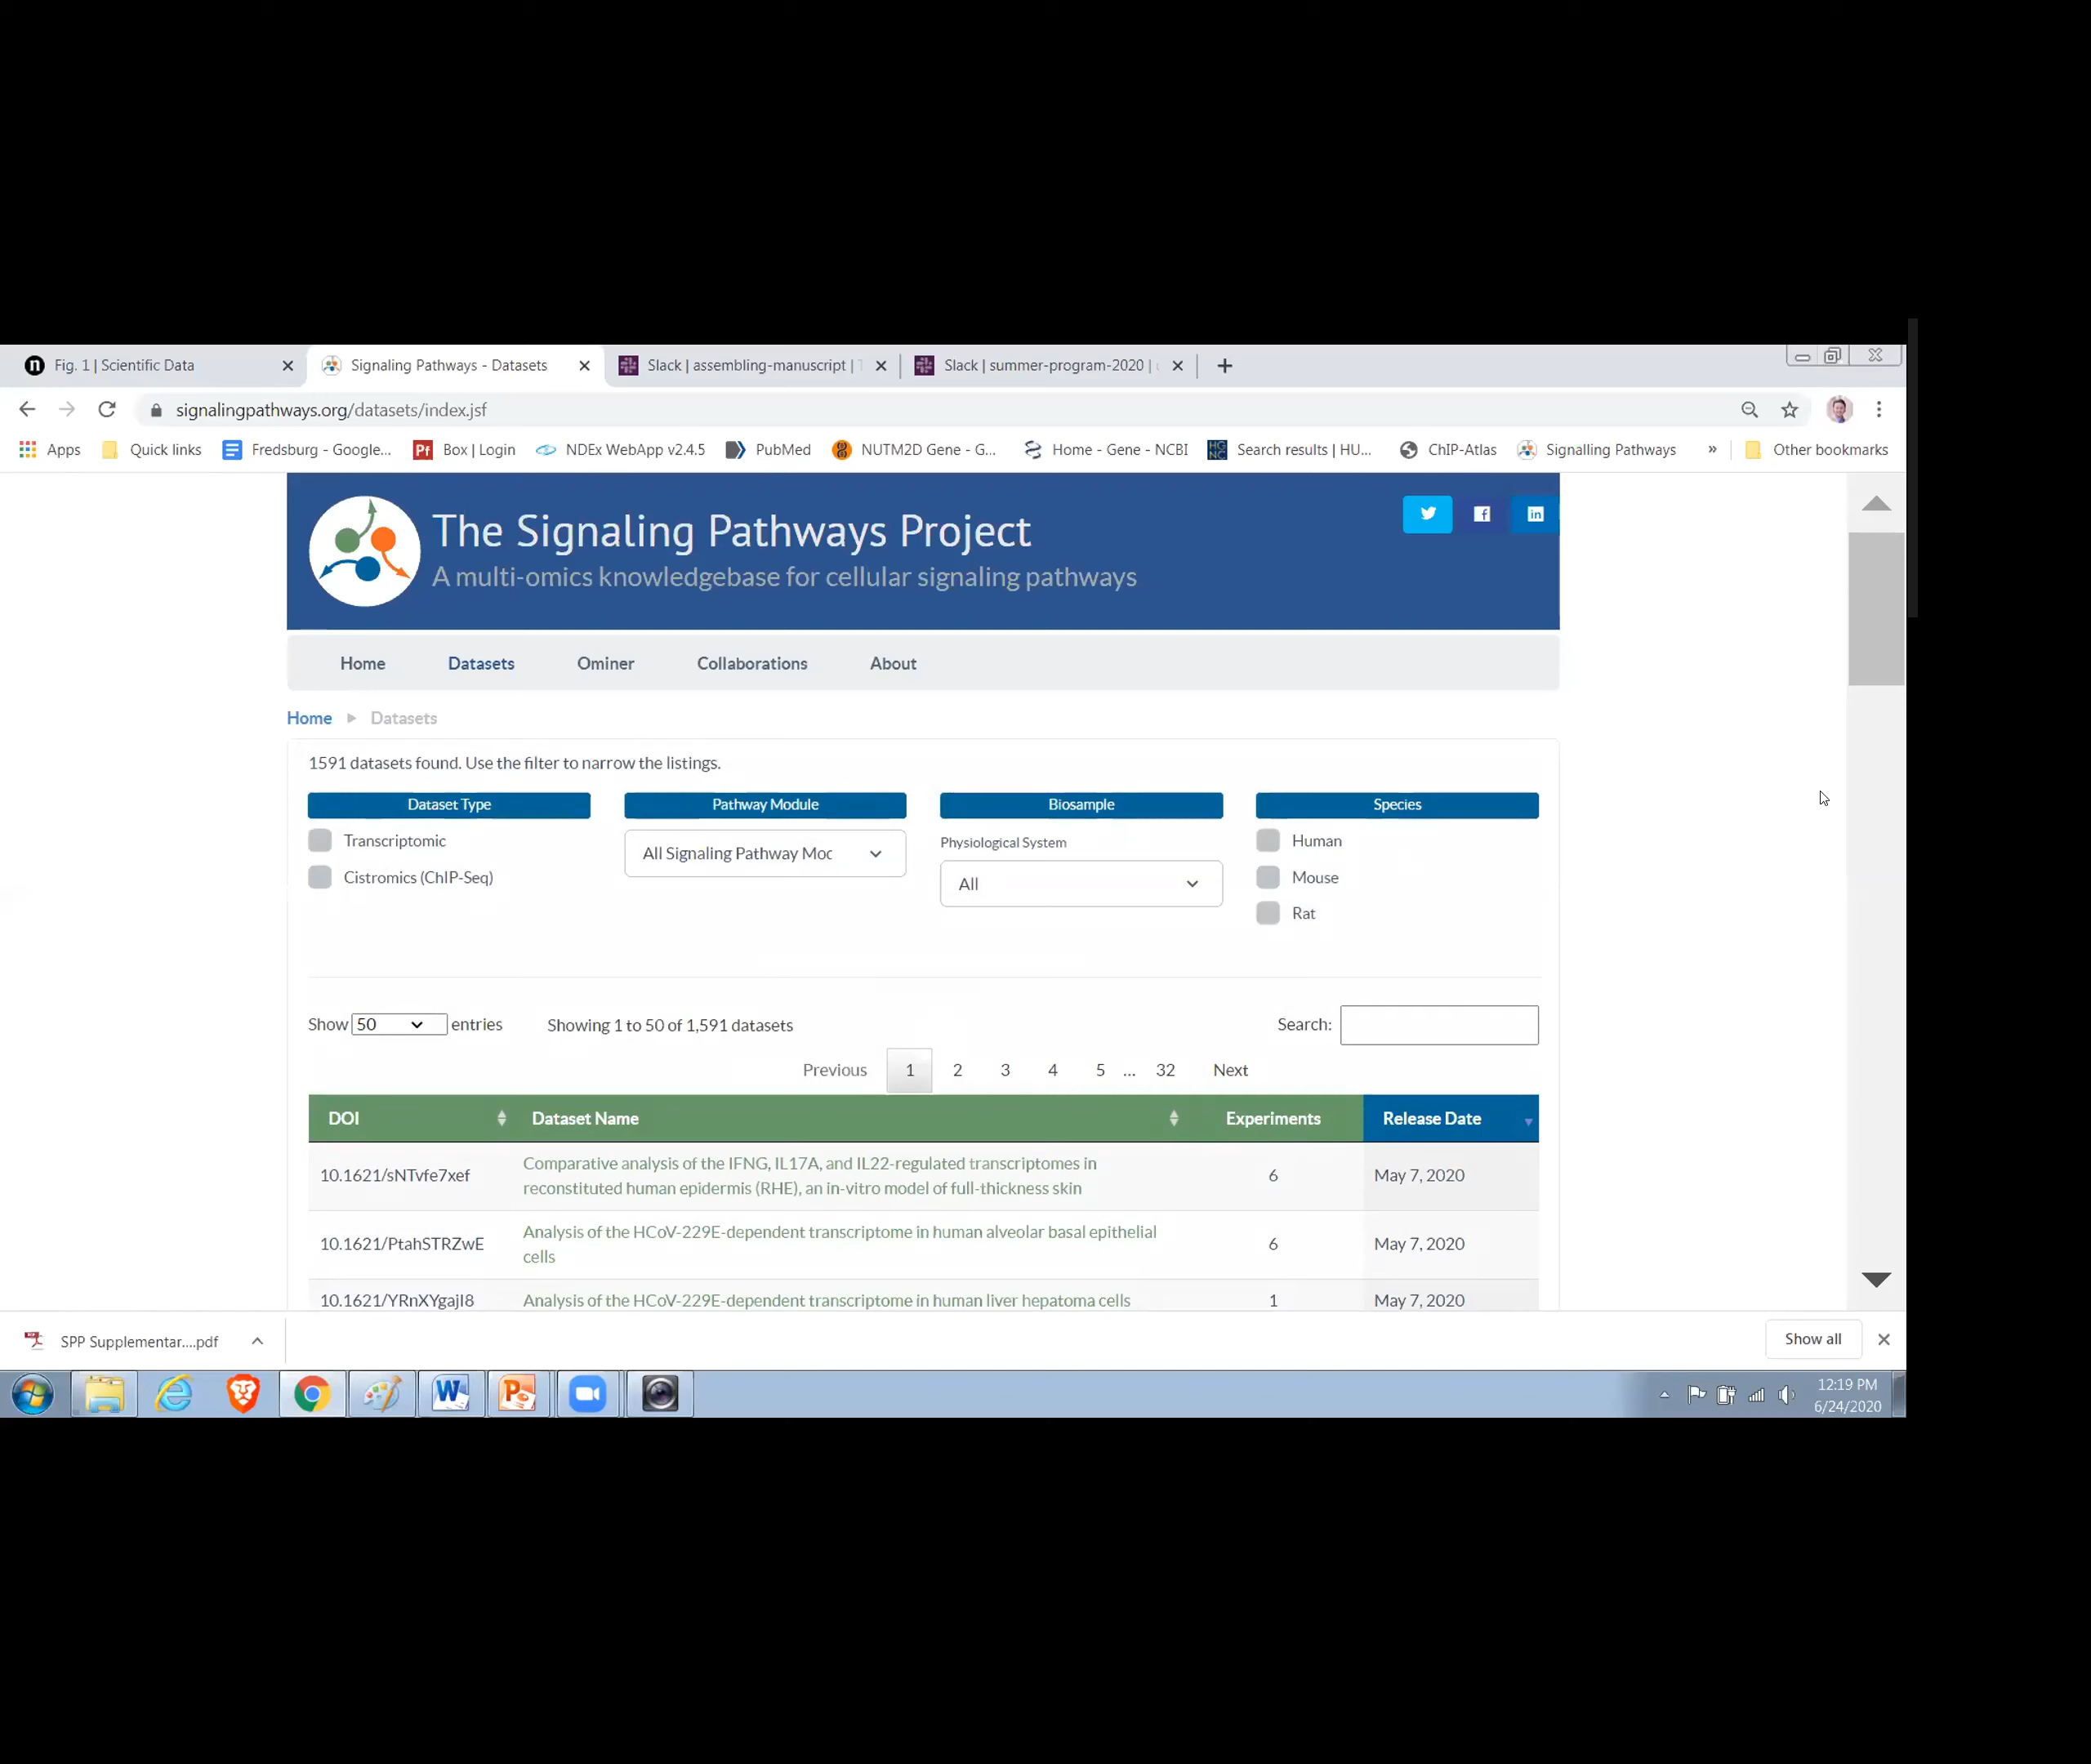 Fig. 1 | Scientific Data
Signaling Pathways - Datasets
Slack | assembling-manuscript |
Slack | summer-program-2020 |
signalingpathways.org/datasets/index.jsf
Apps
Quick links
Fredsburg - Google...
Box | Login
NDEx WebApp v2.4.5
PubMed
NUTM2D Gene - G...
Home - Gene - NCBI
Search results | HU...
ChIP-Atlas
Signalling Pathways
»
Other bookmarks
The Signaling Pathways Project
A multi-omics knowledgebase for cellular signaling pathways
Home
Datasets
Ominer
Collaborations
About
Home
Datasets
1591 datasets found. Use the filter to narrow the listings.
Dataset Type
Pathway Module
Biosample
Species
Transcriptomic
Cistromics (ChIP-Seq)
All Signaling Pathway Moc
Physiological System
All
Human
Mouse
Rat
Show 50 entries
Showing 1 to 50 of 1,591 datasets
Search:
Previous 1 2 3 4 5 ... 32 Next
DOI Dataset Name Experiments Release Date
10.1621/sNTvfe7xef
Comparative analysis of the IFNG, IL17A, and IL22-regulated transcriptomes in
reconstituted human epidermis (RHE), an in-vitro model of full-thickness skin
6
May 7, 2020
10.1621/PtahSTRZwE
Analysis of the HCoV-229E-dependent transcriptome in human alveolar basal epithelial
cells
6
May 7, 2020
10.1621/YRnXYgajI8
Analysis of the HCoV-229E-dependent transcriptome in human liver hepatoma cells
1
May 7, 2020
SPP Supplementar....pdf
Show all
12:19 PM
6/24/2020